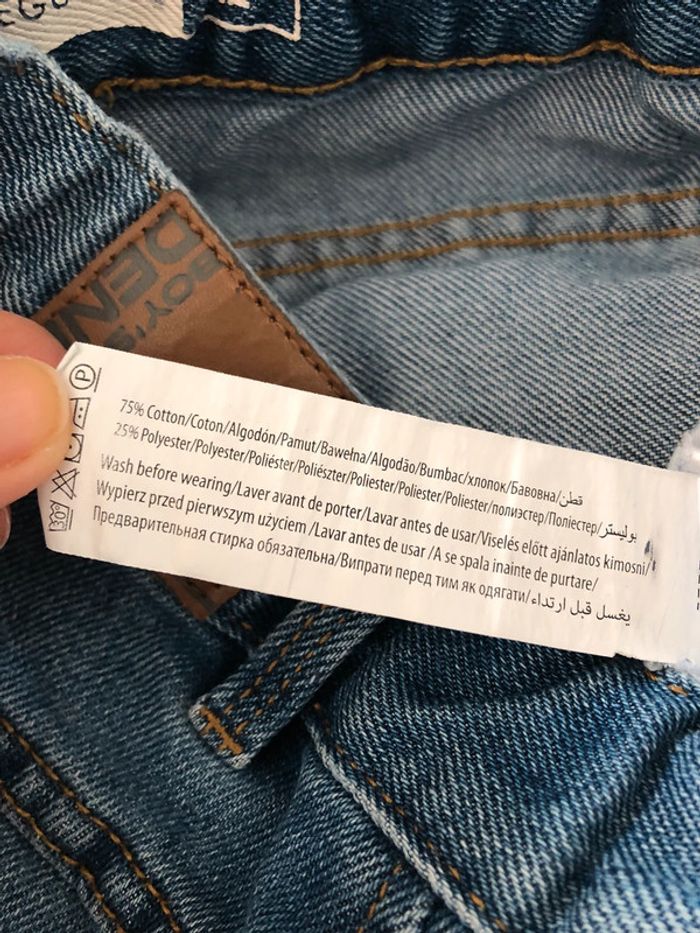 BOY'S
DENI
P
30°
75% Cotton/Coton/Algodón/Pamut/Bawełna/Algodão/Bumbac/хлопок/Бавовна/قطن
25% Polyester/Polyester/Poliéster/Poliészter/Poliester/Poliester/Poliester/полиэстер/Поліестер/بوليستر
Wash before wearing/Laver avant de porter/Lavar antes de usar/Viselés előtt ajánlatos kimosni/
Wypierz przed pierwszym użyciem /Lavar antes de usar /A se spala inainte de purtare/
Предварительная стирка обязательна/Випрати перед тим як одягати/يغسل قبل ارتداء